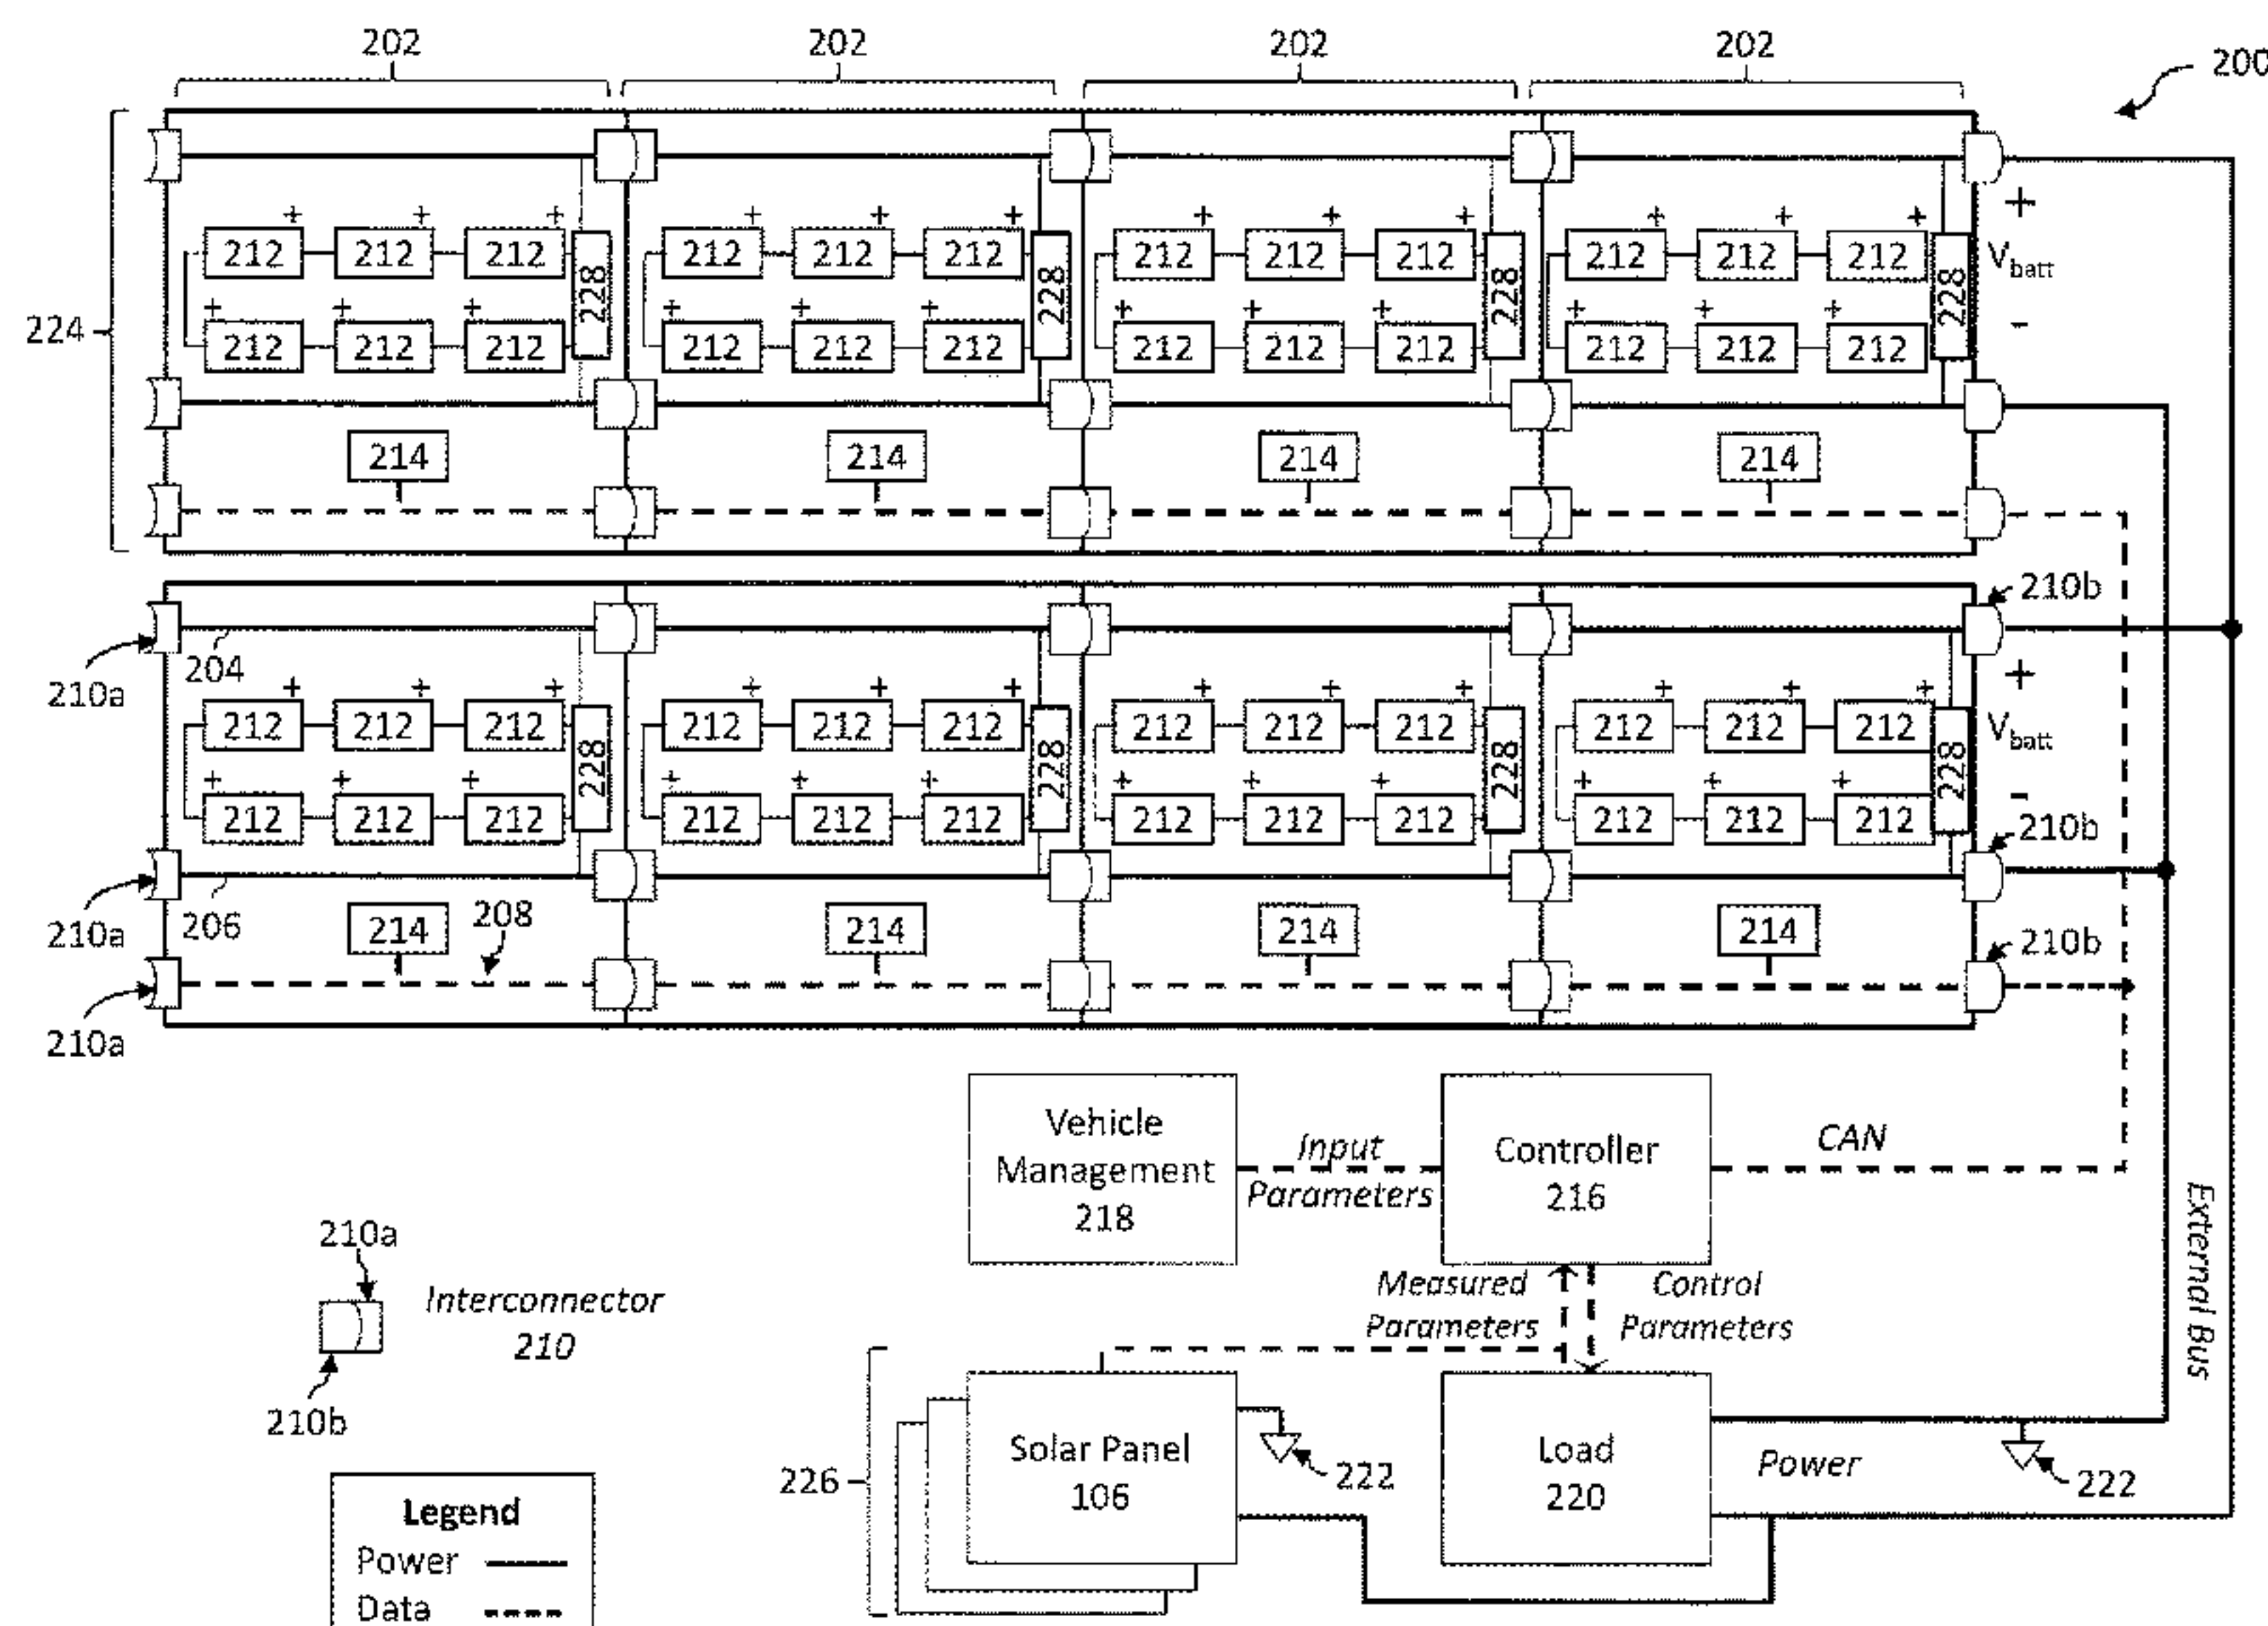 202 202 202 202
200
+ + + + + + + + + + + +
+
212 212 212 212 212 212 212 212 212 212 212 212
228 228 228 228
Vbatt
224
+ + + + + + + + + + + +
-
212 212 212 212 212 212 212 212 212 212 212 212
214 214 214 214
210b
204
210a
+ + + + + + + + + + + +
+
212 212 212 212 212 212 212 212 212 212 212 212
228 228 228 228
Vbatt
+ + + + + + + + + + + +
-
212 212 212 212 212 212 212 212 212 212 212 212
210b
206
208
210a
214 214 214 214
210b
210a
Vehicle
Management
218
Input
Parameters
Controller
216
CAN
External Bus
210a
Interconnector
210
210b
Measured
Parameters
Control
Parameters
226
Solar Panel
106
222
Load
220
Power
222
Legend
Power
Data